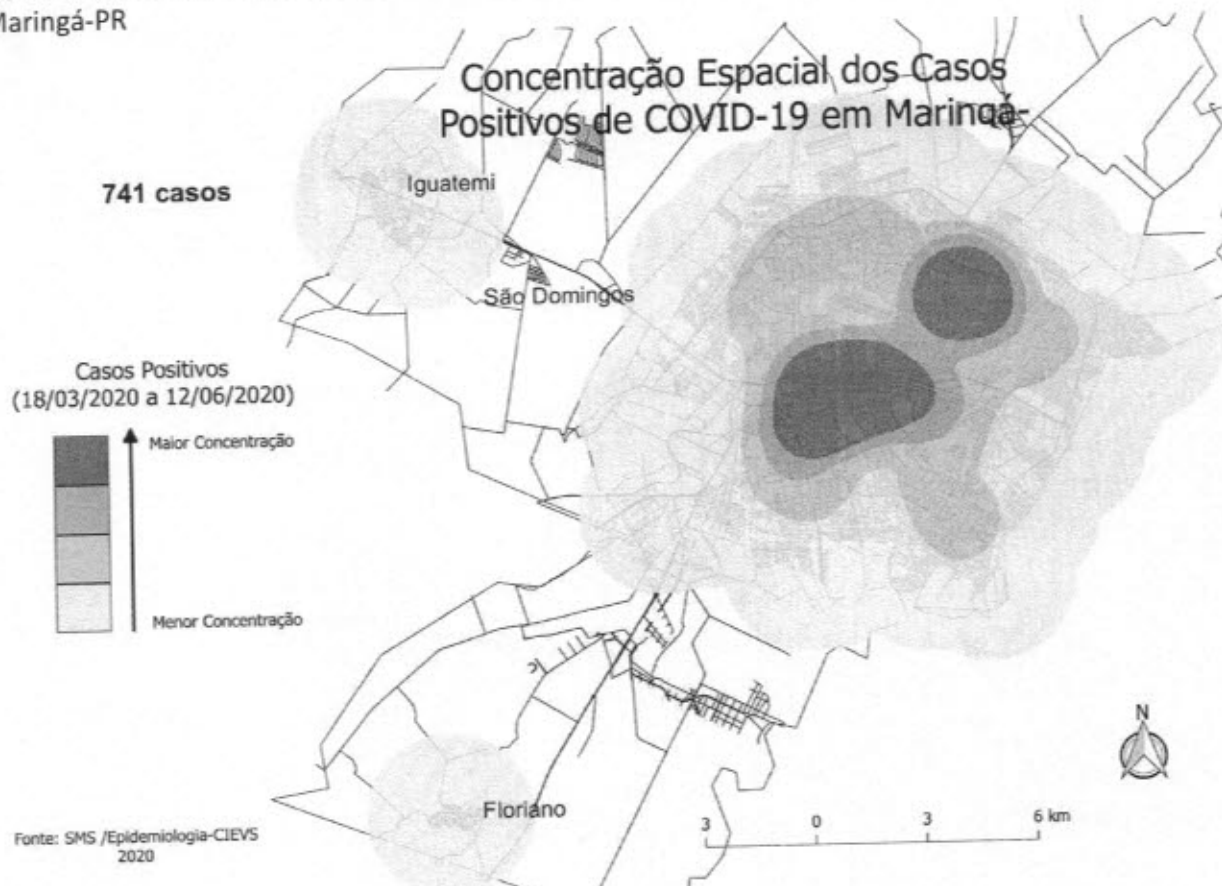 Maringá-PR
Concentração Espacial dos Casos
Positivos de COVID-19 em Maringá-
741 casos
Iguatemi
São Domingos
Casos Positivos
(18/03/2020 a 12/06/2020)
Maior Concentração
Menor Concentração
Floriano
N
3 0 3 6 km
Fonte: SMS /Epidemiologia-CIEVS
2020